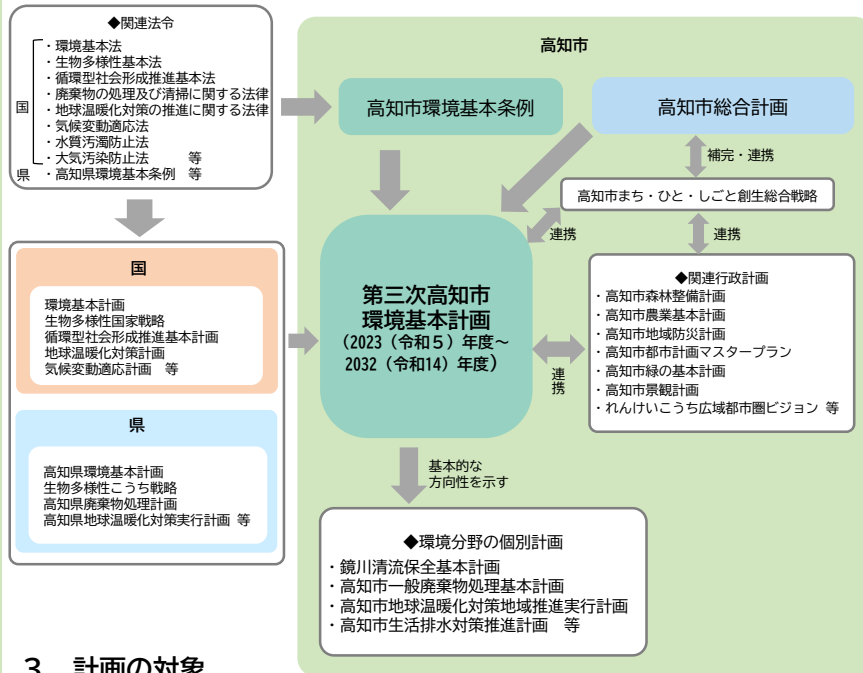 ◆関連法令
国
・環境基本法
・生物多様性基本法
・循環型社会形成推進基本法
・廃棄物の処理及び清掃に関する法律
・地球温暖化対策の推進に関する法律
・気候変動適応法
・水質汚濁防止法
・大気汚染防止法 等
県 ・高知県環境基本条例 等
国
環境基本計画
生物多様性国家戦略
循環型社会形成推進基本計画
地球温暖化対策計画
気候変動適応計画 等
県
高知県環境基本計画
生物多様性こうち戦略
高知県廃棄物処理計画
高知県地球温暖化対策実行計画 等
高知市
高知市環境基本条例
高知市総合計画
補完・連携
高知市まち・ひと・しごと創生総合戦略
連携
連携
第三次高知市
環境基本計画
(2023(令和5)年度~
2032(令和14)年度)
連携
◆関連行政計画
・高知市森林整備計画
・高知市農業基本計画
・高知市地域防災計画
・高知市都市計画マスタープラン
・高知市緑の基本計画
・高知市景観計画
・れんけいこうち広域都市圏ビジョン 等
基本的な
方向性を示す
◆環境分野の個別計画
・鏡川清流保全基本計画
・高知市一般廃棄物処理基本計画
・高知市地球温暖化対策地域推進実行計画
・高知市生活排水対策推進計画 等
3 計画の対象